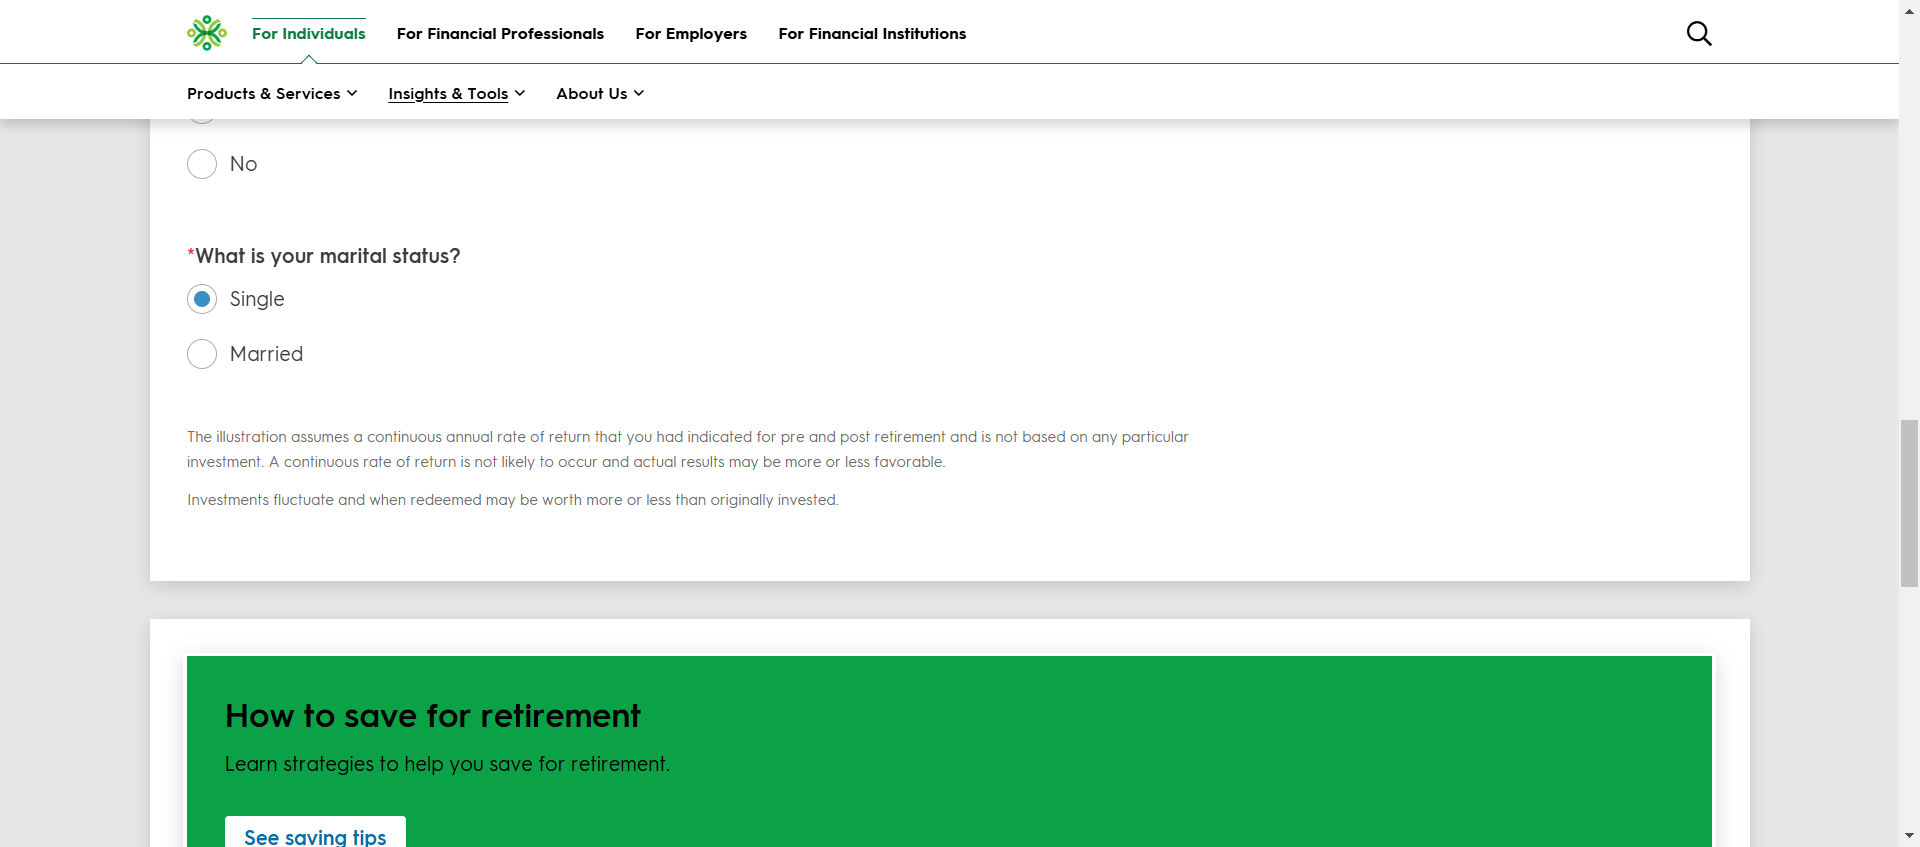 For Individuals
For Financial Professionals
For Employers
For Financial Institutions
Products & Services
Insights & Tools
About Us
No
*What is your marital status?
Single
Married
The illustration assumes a continuous annual rate of return that you had indicated for pre and post retirement and is not based on any particular
investment. A continuous rate of return is not likely to occur and actual results may be more or less favorable.
Investments fluctuate and when redeemed may be worth more or less than originally invested.
How to save for retirement
Learn strategies to help you save for retirement.
See saving tips